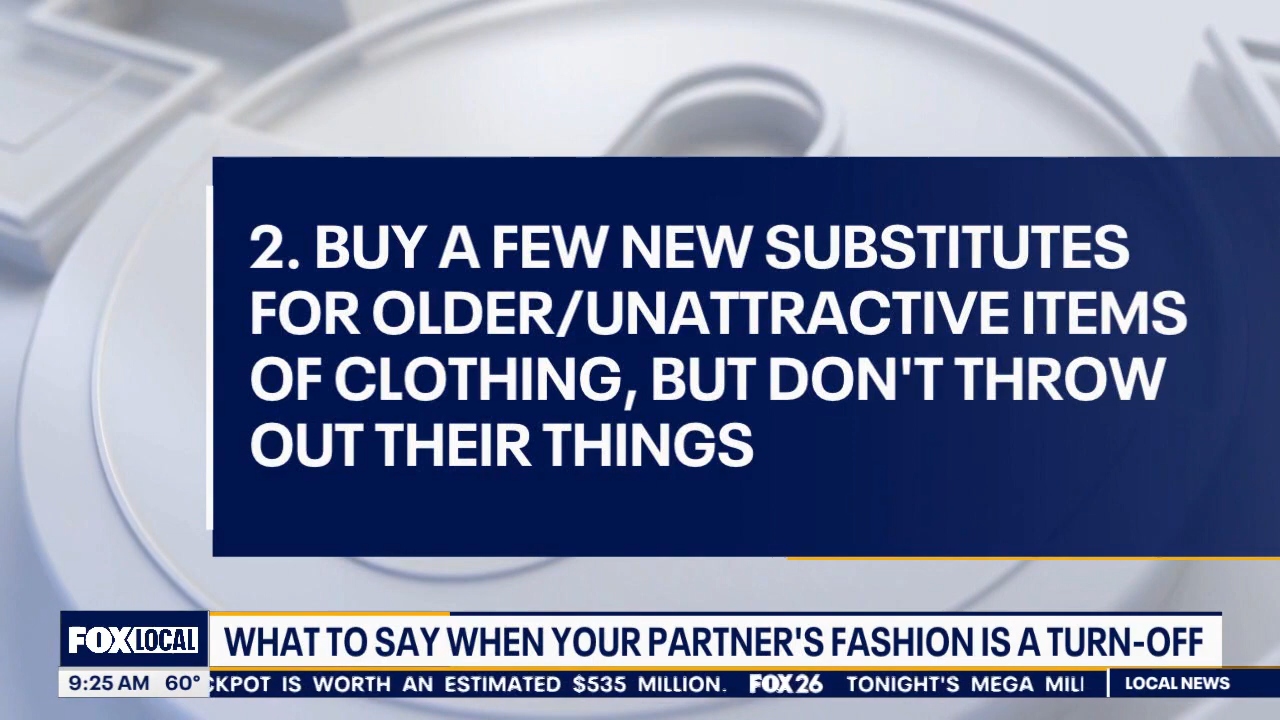 2. BUY A FEW NEW SUBSTITUTES
FOR OLDER/UNATTRACTIVE ITEMS
OF CLOTHING, BUT DON'T THROW
OUT THEIR THINGS
FOX LOCAL
WHAT TO SAY WHEN YOUR PARTNER'S FASHION IS A TURN-OFF
9:25 AM 60° CKPOT IS WORTH AN ESTIMATED $535 MILLION. FOX 26 TONIGHT'S MEGA MILI LOCAL NEWS